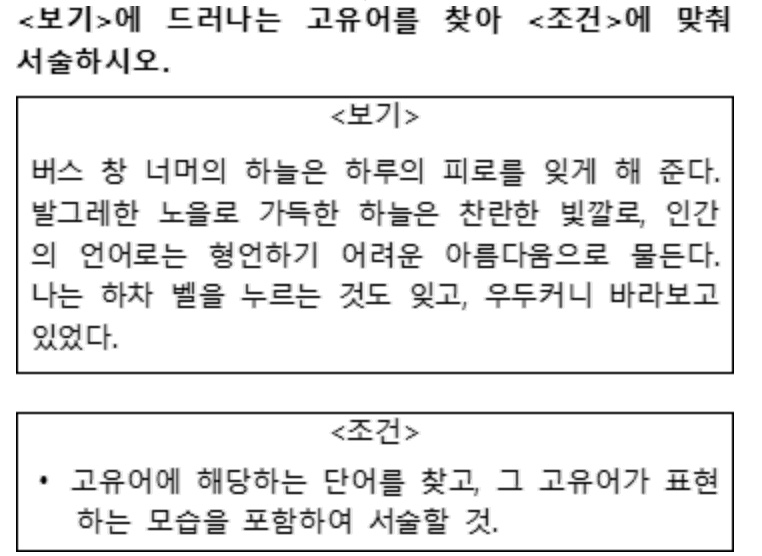 <보기>에 드러나는 고유어를 찾아 <조건>에 맞춰
서술하시오.
<보기>
버스 창 너머의 하늘은 하루의 피로를 잊게 해 준다.
발그레한 노을로 가득한 하늘은 찬란한 빛깔로, 인간
의 언어로는 형언하기 어려운 아름다움으로 물든다.
나는 하차 벨을 누르는 것도 잊고, 우두커니 바라보고
있었다.
<조건>
• 고유어에 해당하는 단어를 찾고, 그 고유어가 표현
하는 모습을 포함하여 서술할 것.